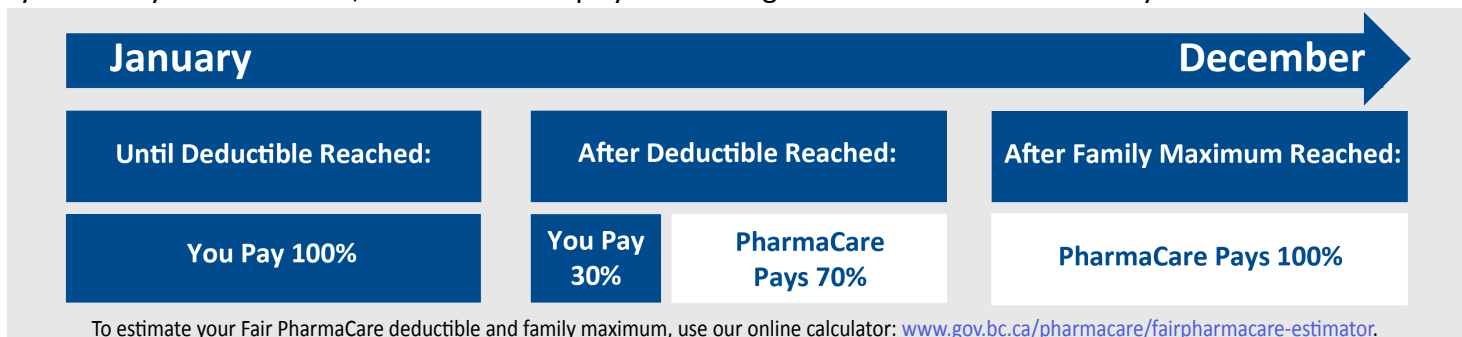 January December
Until Deductible Reached: After Deductible Reached: After Family Maximum Reached:
You Pay 100%
You Pay
30%
PharmaCare
Pays 70%
PharmaCare Pays 100%
To estimate your Fair PharmaCare deductible and family maximum, use our online calculator: www.gov.bc.ca/pharmacare/fairpharmacare-estimator.